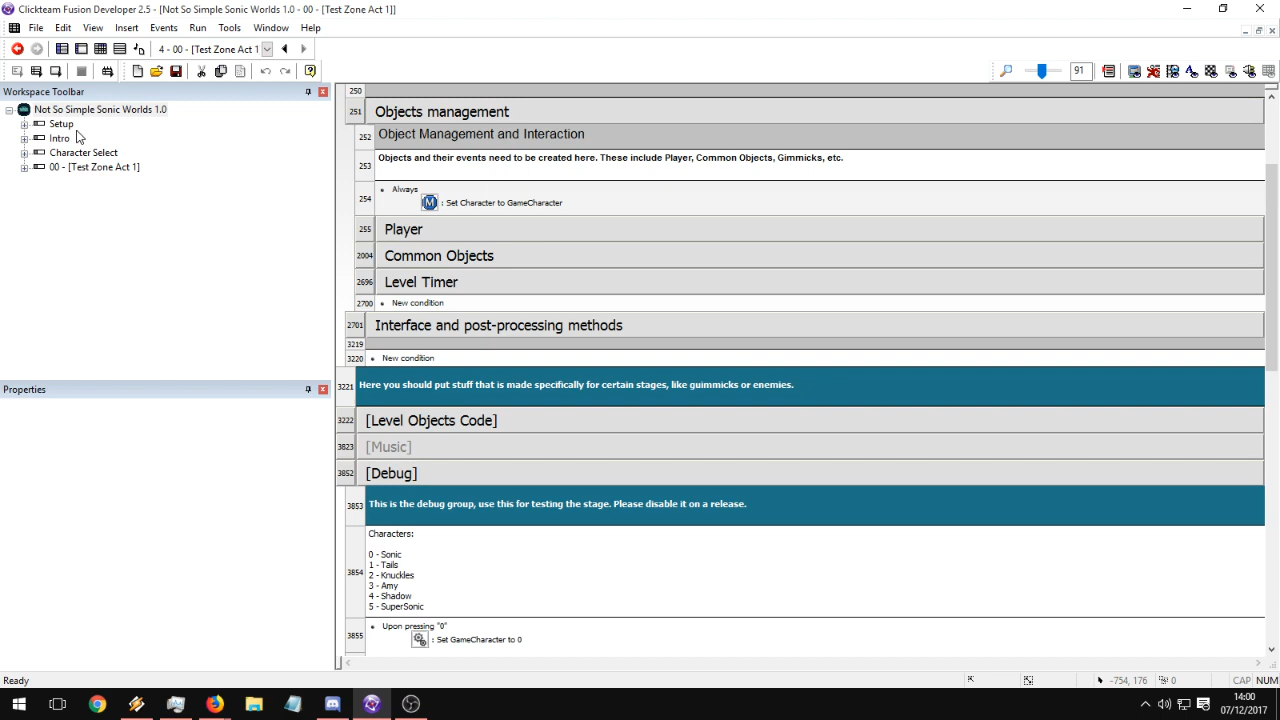 Clickteam Fusion Developer 2.5 - [Not So Simple Sonic Worlds 1.0 - 00 - [Test Zone Act 1]]
File Edit View Insert Events Run Tools Window Help
4 - 00 - [Test Zone Act 1
91
Workspace Toolbar
Not So Simple Sonic Worlds 1.0
Setup
Intro
Character Select
00 - [Test Zone Act 1]
Properties
250
251 Objects management
252 Object Management and Interaction
253 Objects and their events need to be created here. These include Player, Common Objects, Gimmicks, etc.
254 • Always
M : Set Character to GameCharacter
255 Player
2004 Common Objects
2696 Level Timer
2700 • New condition
2701 Interface and post-processing methods
3219
3220 • New condition
3221 Here you should put stuff that is made specifically for certain stages, like guimmicks or enemies.
3222 [Level Objects Code]
3823 [Music]
3852 [Debug]
3853 This is the debug group, use this for testing the stage. Please disable it on a release.
3854 Characters:
0 - Sonic
1 - Tails
2 - Knuckles
3 - Amy
4 - Shadow
5 - SuperSonic
3855 • Upon pressing "0"
: Set GameCharacter to 0
Ready
-754, 176
0
CAP NUM
14:00
07/12/2017